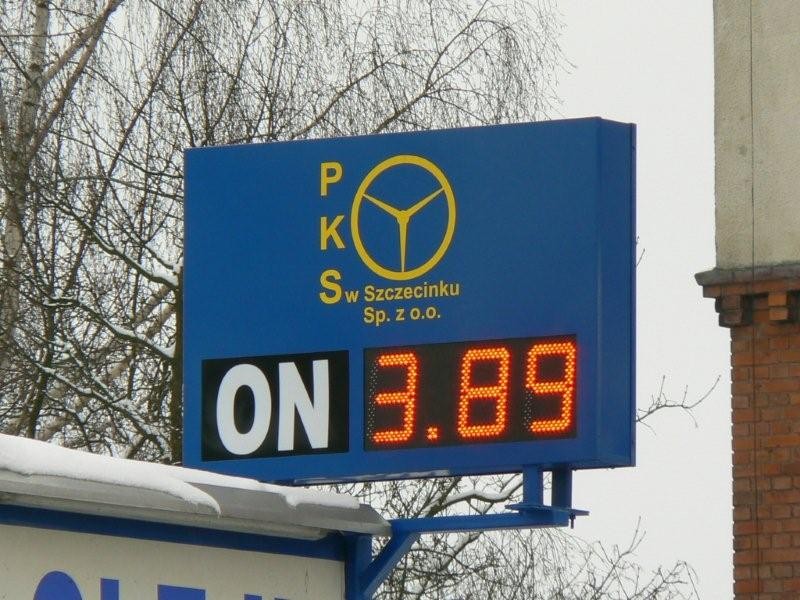 P
K
S w Szczecinku
Sp. z o.o.
ON 3.89